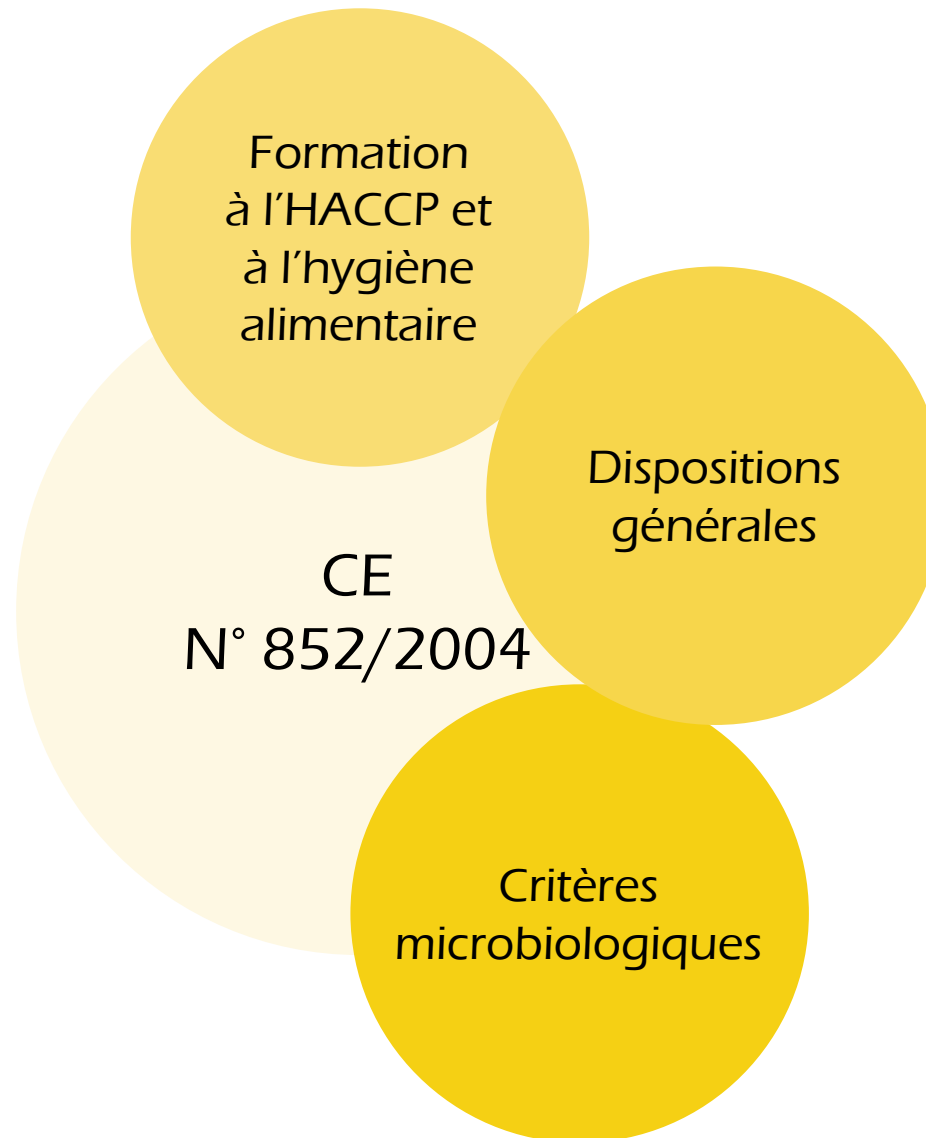 Formation
à l'HACCP et
à l'hygiène
alimentaire
Dispositions
générales
CE
N° 852/2004
Critères
microbiologiques